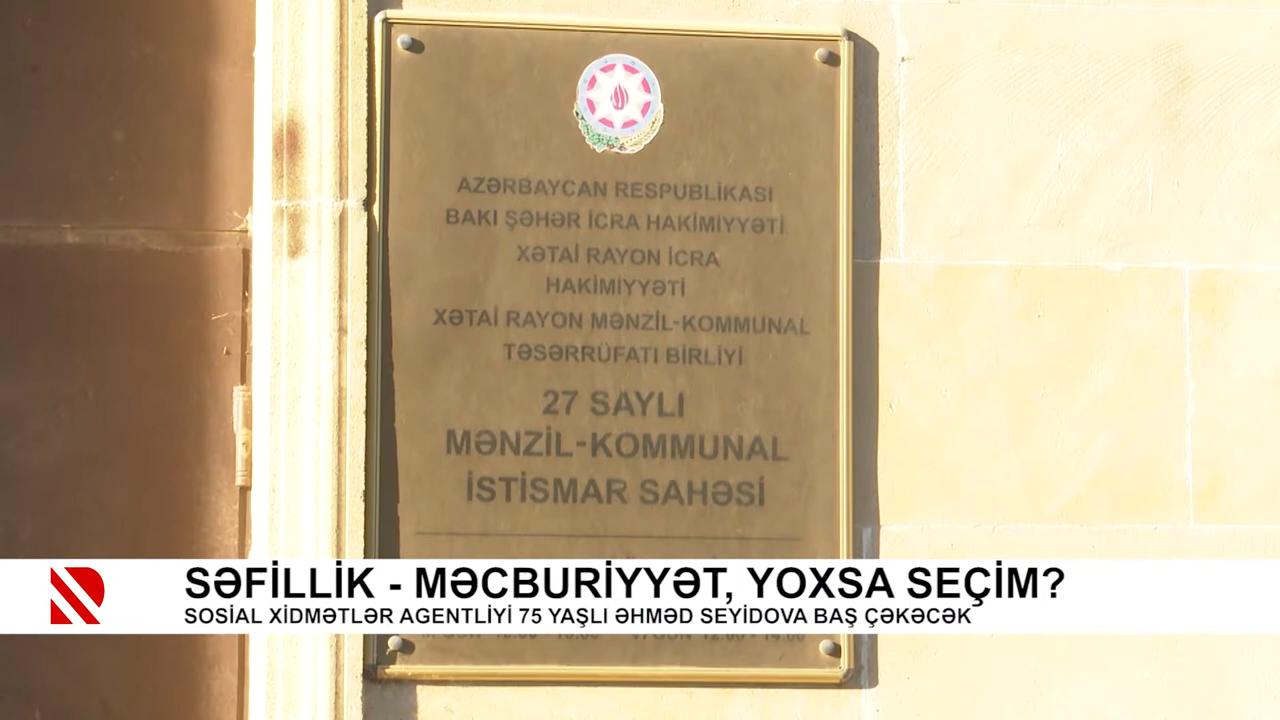 AZƏRBAYCAN RESPUBLİKASI
BAKI ŞƏHƏR İCRA HAKİMİYYƏTİ
XƏTAİ RAYON İCRA
HAKİMİYYƏTİ
XƏTAİ RAYON MƏNZİL-KOMMUNAL
TƏSƏRRÜFATI BİRLİYİ
27 SAYLI
MƏNZİL-KOMMUNAL
İSTİSMAR SAHƏSİ
SƏFİLLİK - MƏCBURİYYƏT, YOXSA SEÇİM?
SOSİAL XİDMƏTLƏR AGENTLİYİ 75 YAŞLI ƏHMƏD SEYİDOVA BAŞ ÇƏKƏCƏK